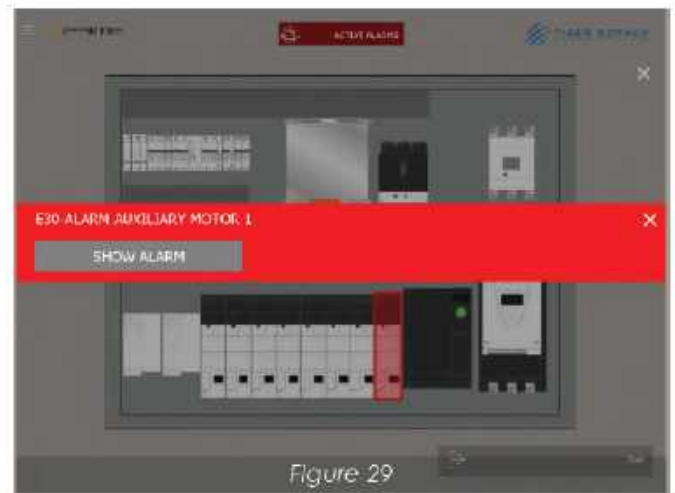 ACTIVE ALARMS
E30-ALARM AUXILIARY MOTOR 1
SHOW ALARM
Figure 29